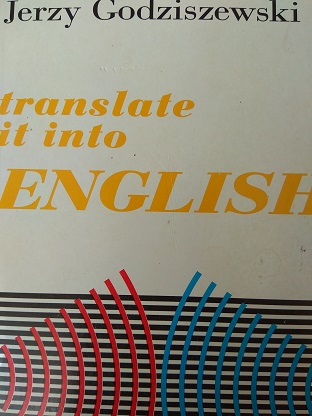 Jerzy Godziszewski
translate
it into
ENGLISH